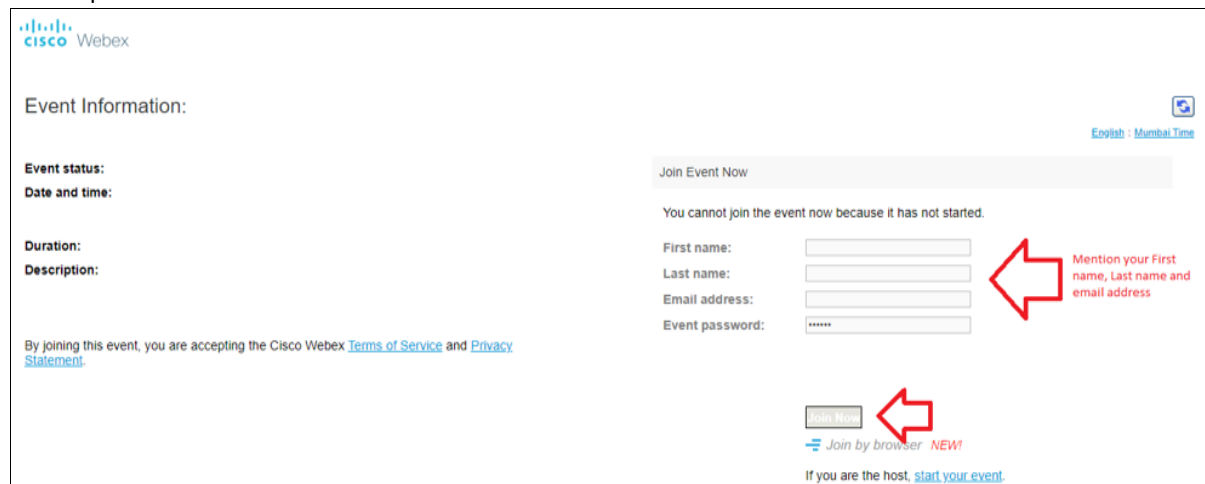 cisco Webex
Event Information:
English : Mumbai Time
Event status:
Date and time:
Duration:
Description:
By joining this event, you are accepting the Cisco Webex Terms of Service and Privacy
Statement.
Join Event Now
You cannot join the event now because it has not started.
First name:
Last name:
Email address:
Event password:
Mention your First
name, Last name and
email address
Join Now
Join by browser NEW!
If you are the host, start your event.